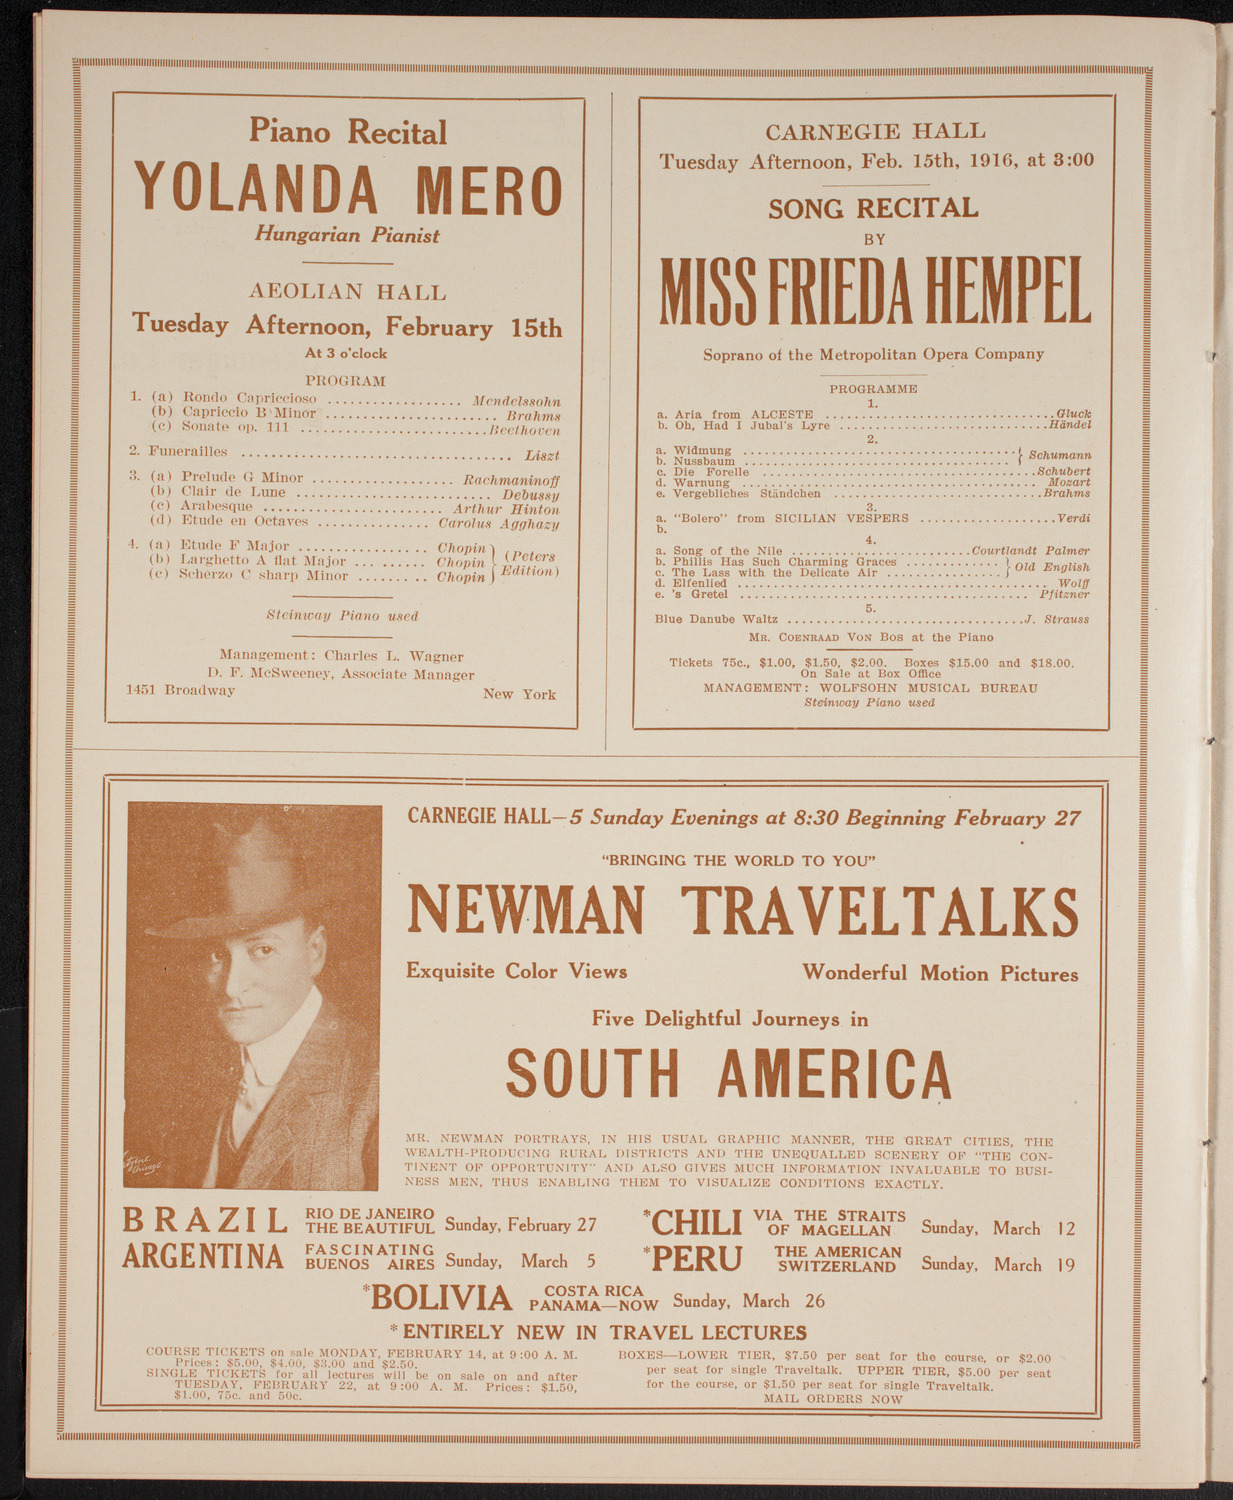 Piano Recital
YOLANDA MERO
Hungarian Pianist
AEOLIAN HALL
Tuesday Afternoon, February 15th
At 3 o'clock
PROGRAM
1. (a) Rondo Capriccioso ................. Mendelssohn
(b) Capriccio B Minor ...................... Brahms
(c) Sonate op. 111 ........................ Beethoven
2. Funerailles ................................... Liszt
3. (a) Prelude G Minor .................... Rachmaninoff
(b) Clair de Lune ......................... Debussy
(c) Arabesque ....................... Arthur Hinton
(d) Etude en Octaves .............. Carolus Agghazy
4. (a) Etude F Major ................. Chopin
(b) Larghetto A flat Major ... ...... Chopin (Peters
(c) Scherzo C sharp Minor ......... Chopin Edition)
Steinway Piano used
Management: Charles L. Wagner
D. F. McSweeney, Associate Manager
1451 Broadway New York
CARNEGIE HALL
Tuesday Afternoon, Feb. 15th, 1916, at 3:00
SONG RECITAL
BY
MISS FRIEDA HEMPEL
Soprano of the Metropolitan Opera Company
PROGRAMME
1.
a. Aria from ALCESTE ..............................Gluck
b. Oh, Had I Jubal's Lyre ...........................Händel
2.
a. Widmung ................................... Schumann
b. Nussbaum ...................................
c. Die Forelle ...................................Schubert
d. Warnung ....................................... Mozart
e. Vergebliches Ständchen ...........................Brahms
3.
a. "Bolero" from SICILIAN VESPERS ..................Verdi
b.
4.
a. Song of the Nile .......................Courtlandt Palmer
b. Phillis Has Such Charming Graces ............ Old English
c. The Lass with the Delicate Air ...............
d. Elfenlied ......................................... Wolff
e. 's Gretel ...................................... Pfitzner
5.
Blue Danube Waltz ...............................J. Strauss
MR. COENRAAD VON BOS at the Piano
Tickets 75c., $1.00, $1.50, $2.00. Boxes $15.00 and $18.00.
On Sale at Box Office
MANAGEMENT: WOLFSOHN MUSICAL BUREAU
Steinway Piano used
CARNEGIE HALL—5 Sunday Evenings at 8:30 Beginning February 27
"BRINGING THE WORLD TO YOU"
NEWMAN TRAVELTALKS
Exquisite Color Views Wonderful Motion Pictures
Five Delightful Journeys in
SOUTH AMERICA
MR. NEWMAN PORTRAYS, IN HIS USUAL GRAPHIC MANNER, THE GREAT CITIES, THE
WEALTH-PRODUCING RURAL DISTRICTS AND THE UNEQUALLED SCENERY OF "THE CON-
TINENT OF OPPORTUNITY" AND ALSO GIVES MUCH INFORMATION INVALUABLE TO BUSI-
NESS MEN, THUS ENABLING THEM TO VISUALIZE CONDITIONS EXACTLY.
BRAZIL RIO DE JANEIRO THE BEAUTIFUL Sunday, February 27
ARGENTINA FASCINATING BUENOS AIRES Sunday, March 5
*CHILI VIA THE STRAITS OF MAGELLAN Sunday, March 12
*PERU THE AMERICAN SWITZERLAND Sunday, March 19
*BOLIVIA COSTA RICA PANAMA—NOW Sunday, March 26
* ENTIRELY NEW IN TRAVEL LECTURES
COURSE TICKETS on sale MONDAY, FEBRUARY 14, at 9:00 A. M.
Prices: $5.00, $4.00, $3.00 and $2.50.
SINGLE TICKETS for all lectures will be on sale on and after
TUESDAY, FEBRUARY 22, at 9:00 A. M. Prices: $1.50,
$1.00, 75c. and 50c.
BOXES—LOWER TIER, $7.50 per seat for the course, or $2.00
per seat for single Traveltalk. UPPER TIER, $5.00 per seat
for the course, or $1.50 per seat for single Traveltalk.
MAIL ORDERS NOW